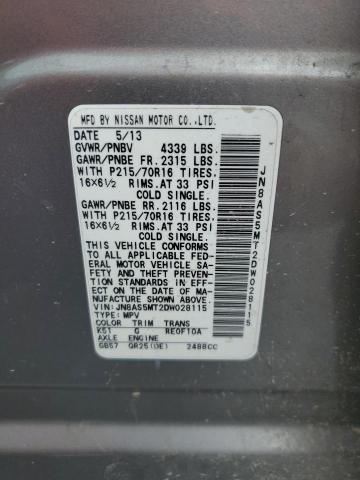 MFD BY NISSAN MOTOR CO.,LTD.
DATE 5/13
GVWR/PNBV 4339 LBS.
GAWR/PNBE FR. 2315 LBS.
WITH P215/70R16 TIRES.
16X6½ RIMS.AT 33 PSI
COLD SINGLE.
GAWR/PNBE RR. 2116 LBS.
WITH P215/70R16 TIRES.
16X6½ RIMS.AT 33 PSI
COLD SINGLE.
THIS VEHICLE CONFORMS
TO ALL APPLICABLE FED-
ERAL MOTOR VEHICLE SA-
FETY AND THEFT PREVEN-
TION STANDARDS IN EFF-
ECT ON THE DATE OF MA-
NUFACTURE SHOWN ABOVE.
VIN: JN8AS5MT2DW028115
TYPE: MPV
COLOR TRIM TRANS
K51 G RE0F10A
AXLE ENGINE
GB57 QR25(DE) 2488CC
JN8AS5MT2DW028115